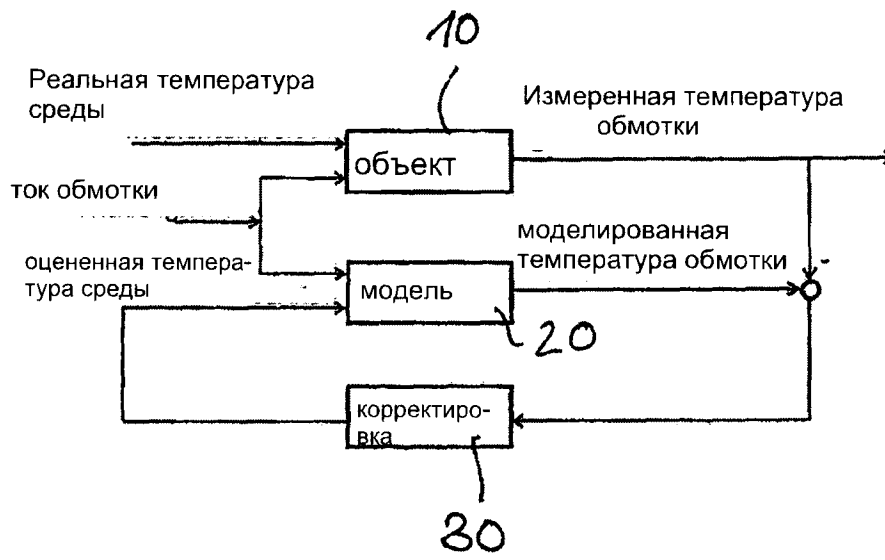 10
Реальная температура
среды
Измеренная температура
обмотки
объект
ток обмотки
моделированная
температура обмотки
оцененная темпера-
тура среды
-
модель
20
корректиро-
вка
30